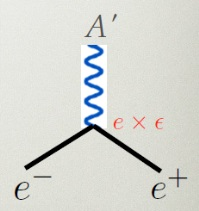 A′
e × ϵ
e⁻ e⁺